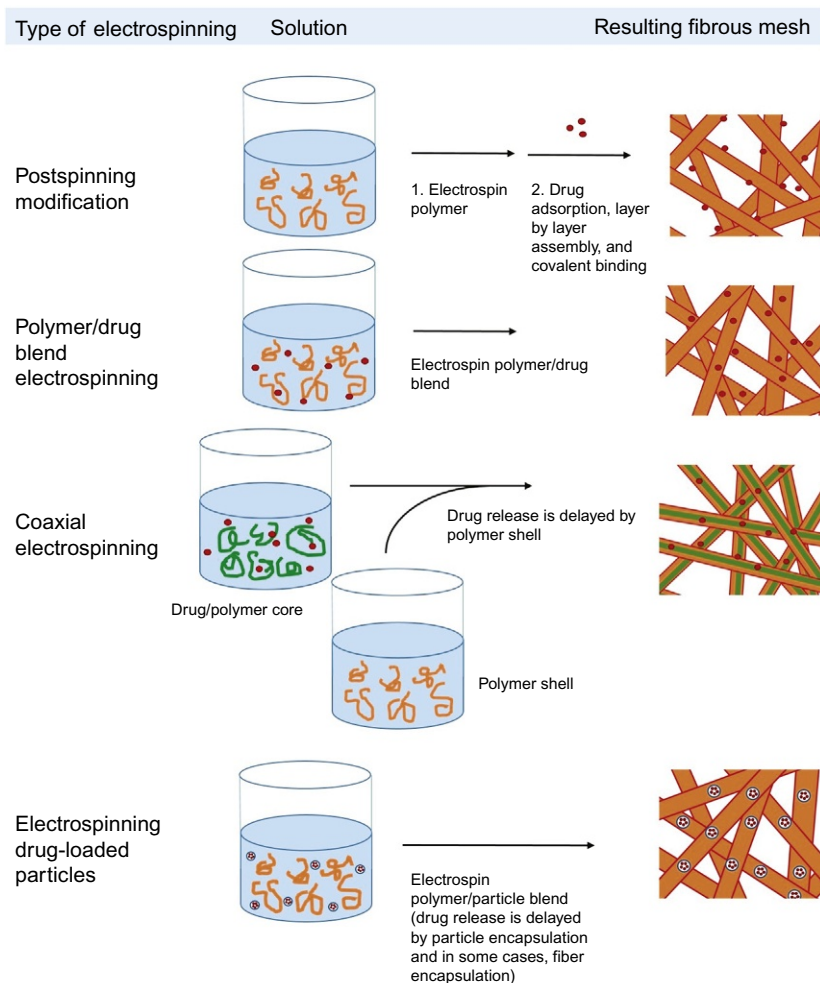 Type of electrospinning
Solution
Resulting fibrous mesh
Postspinning
modification
1. Electrospin
polymer
2. Drug
adsorption, layer
by layer
assembly, and
covalent binding
Polymer/drug
blend
electrospinning
Electrospin polymer/drug
blend
Coaxial
electrospinning
Drug release is delayed by
polymer shell
Drug/polymer core
Polymer shell
Electrospinning
drug-loaded
particles
Electrospin
polymer/particle blend
(drug release is delayed
by particle encapsulation
and in some cases, fiber
encapsulation)